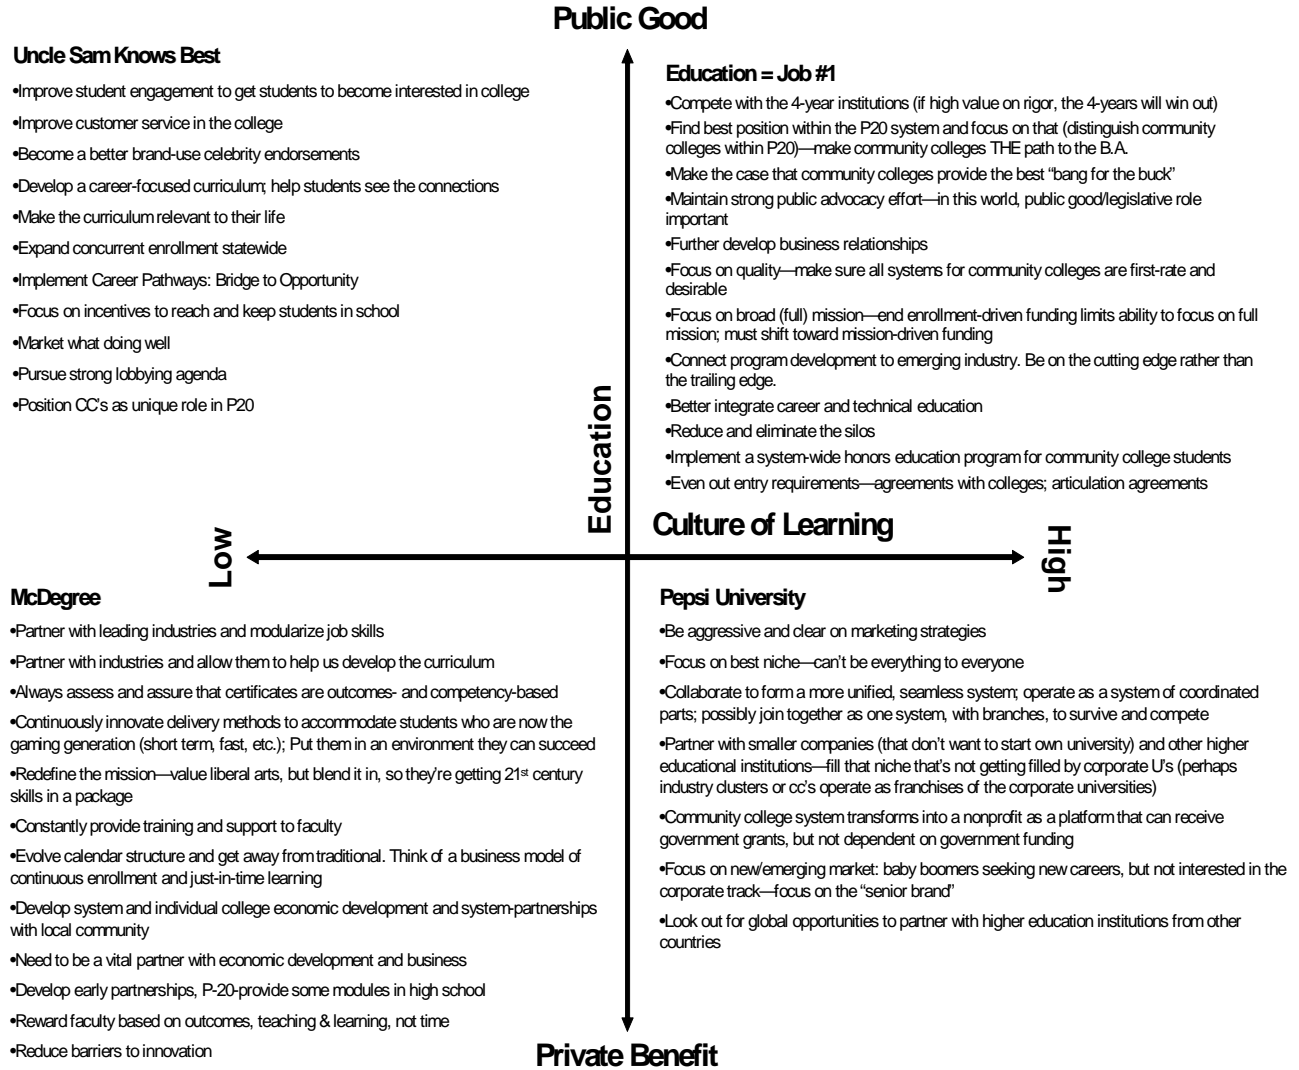 Public Good
Uncle Sam Knows Best
•Improve student engagement to get students to become interested in college
•Improve customer service in the college
•Become a better brand-use celebrity endorsements
•Develop a career-focused curriculum; help students see the connections
•Make the curriculum relevant to their life
•Expand concurrent enrollment statewide
•Implement Career Pathways: Bridge to Opportunity
•Focus on incentives to reach and keep students in school
•Market what doing well
•Pursue strong lobbying agenda
•Position CC's as unique role in P20
Education = Job #1
•Compete with the 4-year institutions (if high value on rigor, the 4-years will win out)
•Find best position within the P20 system and focus on that (distinguish community
colleges within P20)—make community colleges THE path to the B.A.
•Make the case that community colleges provide the best “bang for the buck”
•Maintain strong public advocacy effort—in this world, public good/legislative role
important
•Further develop business relationships
•Focus on quality—make sure all systems for community colleges are first-rate and
desirable
•Focus on broad (full) mission—end enrollment-driven funding limits ability to focus on full
mission; must shift toward mission-driven funding
•Connect program development to emerging industry. Be on the cutting edge rather than
the trailing edge.
•Better integrate career and technical education
•Reduce and eliminate the silos
•Implement a system-wide honors education program for community college students
•Even out entry requirements—agreements with colleges; articulation agreements
Education
Culture of Learning
Low
High
McDegree
•Partner with leading industries and modularize job skills
•Partner with industries and allow them to help us develop the curriculum
•Always assess and assure that certificates are outcomes- and competency-based
•Continuously innovate delivery methods to accommodate students who are now the
gaming generation (short term, fast, etc.); Put them in an environment they can succeed
•Redefine the mission—value liberal arts, but blend it in, so they're getting 21st century
skills in a package
•Constantly provide training and support to faculty
•Evolve calendar structure and get away from traditional. Think of a business model of
continuous enrollment and just-in-time learning
•Develop system and individual college economic development and system-partnerships
with local community
•Need to be a vital partner with economic development and business
•Develop early partnerships, P-20-provide some modules in high school
•Reward faculty based on outcomes, teaching & learning, not time
•Reduce barriers to innovation
Pepsi University
•Be aggressive and clear on marketing strategies
•Focus on best niche—can't be everything to everyone
•Collaborate to form a more unified, seamless system; operate as a system of coordinated
parts; possibly join together as one system, with branches, to survive and compete
•Partner with smaller companies (that don't want to start own university) and other higher
educational institutions—fill that niche that's not getting filled by corporate U's (perhaps
industry clusters or cc's operate as franchises of the corporate universities)
•Community college system transforms into a nonprofit as a platform that can receive
government grants, but not dependent on government funding
•Focus on new/emerging market: baby boomers seeking new careers, but not interested in the
corporate track—focus on the “senior brand”
•Look out for global opportunities to partner with higher education institutions from other
countries
Private Benefit